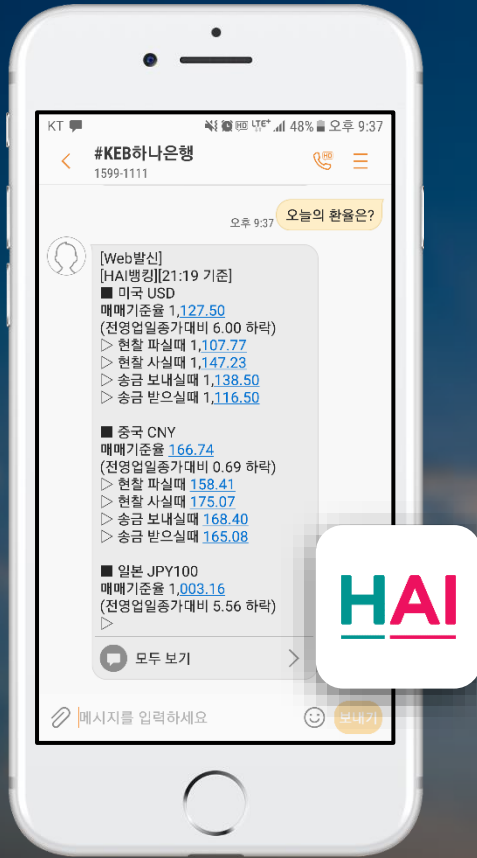 KT
HD LTE+ 48% 오후 9:37
#KEB하나은행
1599-1111
HD
오후 9:37 오늘의 환율은?
[Web발신]
[HAI뱅킹][21:19 기준]
■ 미국 USD
매매기준율 1,127.50
(전영업일종가대비 6.00 하락)
▷ 현찰 파실때 1,107.77
▷ 현찰 사실때 1,147.23
▷ 송금 보내실때 1,138.50
▷ 송금 받으실때 1,116.50
■ 중국 CNY
매매기준율 166.74
(전영업일종가대비 0.69 하락)
▷ 현찰 파실때 158.41
▷ 현찰 사실때 175.07
▷ 송금 보내실때 168.40
▷ 송금 받으실때 165.08
■ 일본 JPY100
매매기준율 1,003.16
(전영업일종가대비 5.56 하락)
▷
모두 보기
HAI
메시지를 입력하세요
보내기